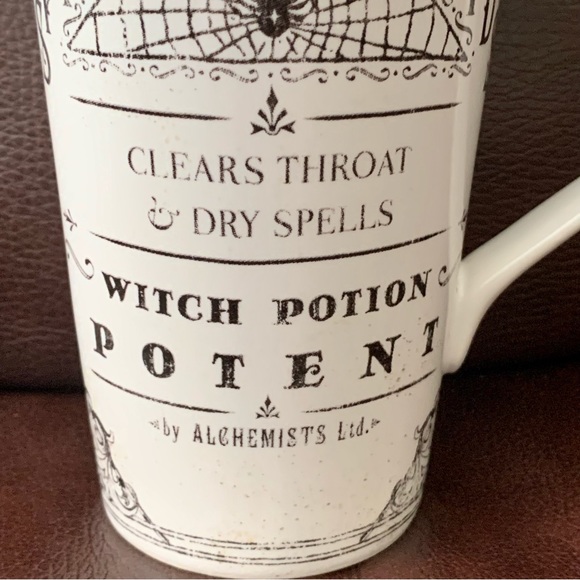 CLEARS THROAT
& DRY SPELLS
WITCH POTION
POTENT
by ALCHEMISTS Ltd.